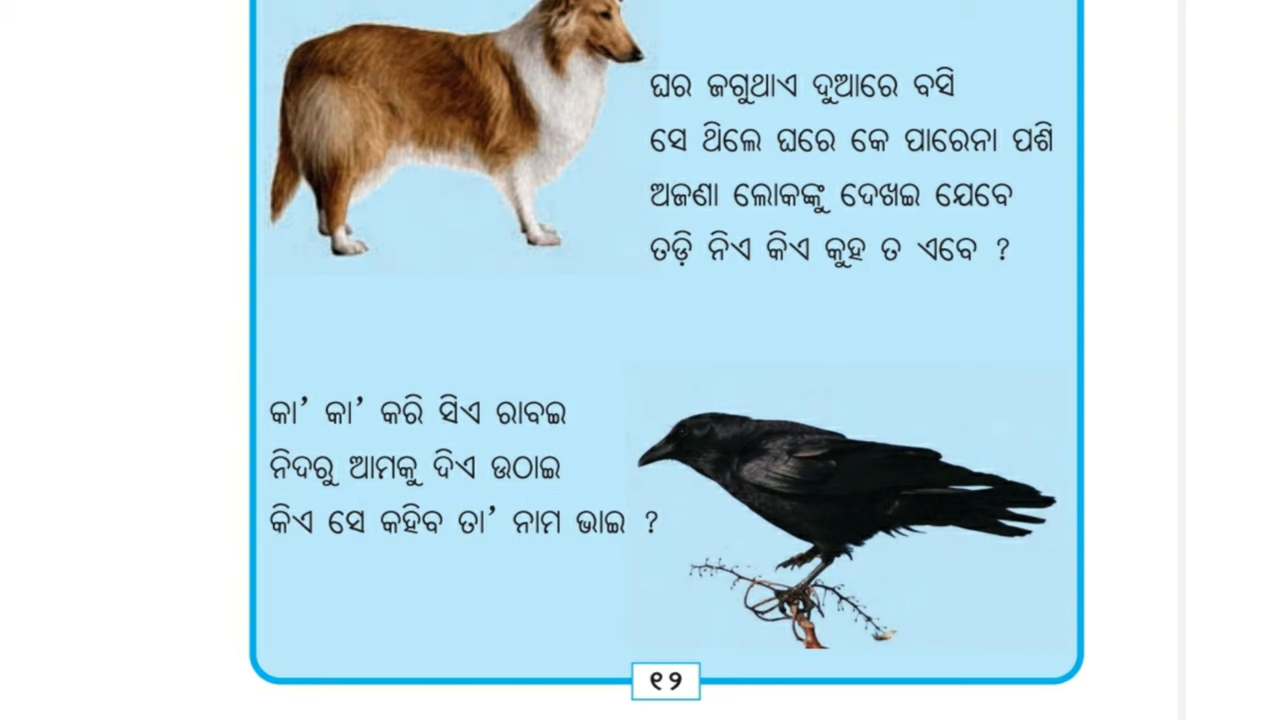 ଘର ଜଗୁଥାଏ ଦୁଆରେ ବସି
ସେ ଥିଲେ ଘରେ କେ ପାରେନା ପଶି
ଅଜଣା ଲୋକଙ୍କୁ ଦେଖଇ ଯେବେ
ତଡ଼ି ନିଏ କିଏ କୁହ ତ ଏବେ ?
କା’ କା’ କରି ସିଏ ରାବଇ
ନିଦରୁ ଆମକୁ ଦିଏ ଉଠାଇ
କିଏ ସେ କହିବ ତା’ ନାମ ଭାଇ ?
୧୨